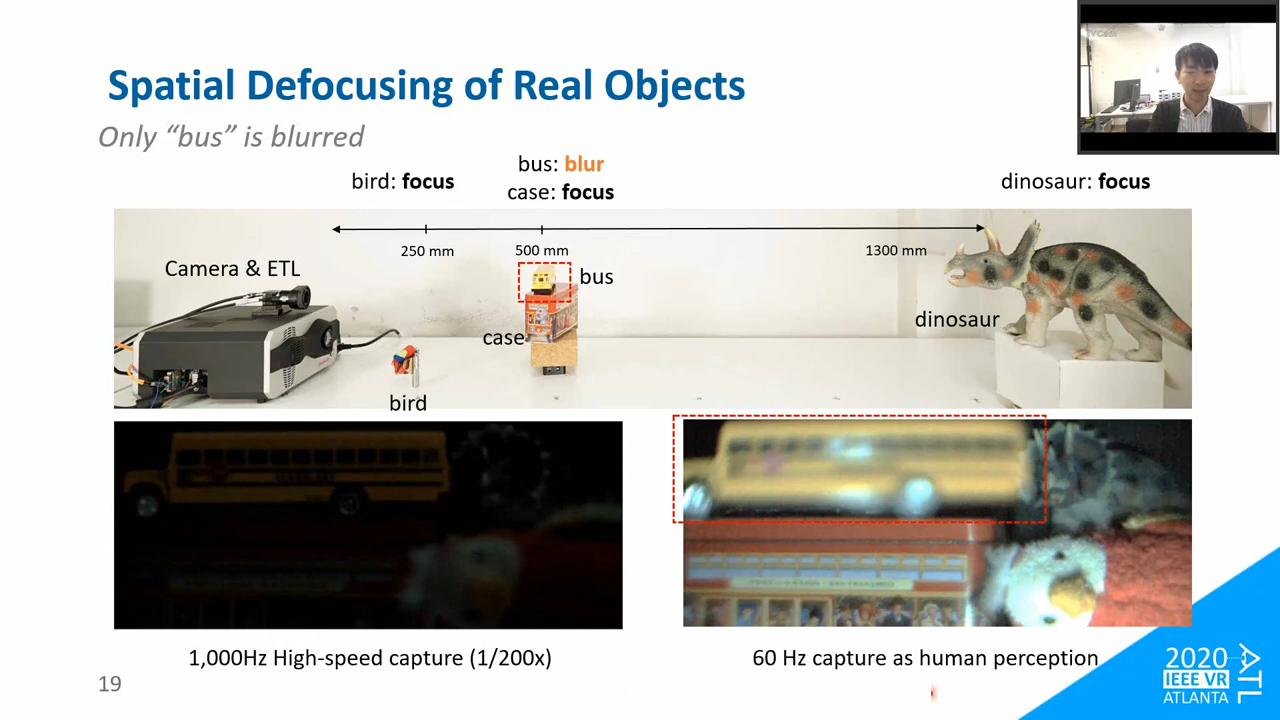 Spatial Defocusing of Real Objects
Only “bus” is blurred
bird: focus
bus: blur
case: focus
dinosaur: focus
250 mm
500 mm
1300 mm
Camera & ETL
bus
case
dinosaur
bird
1,000Hz High-speed capture (1/200x)
60 Hz capture as human perception
19
2020
IEEE VR
ATLANTA
ATL